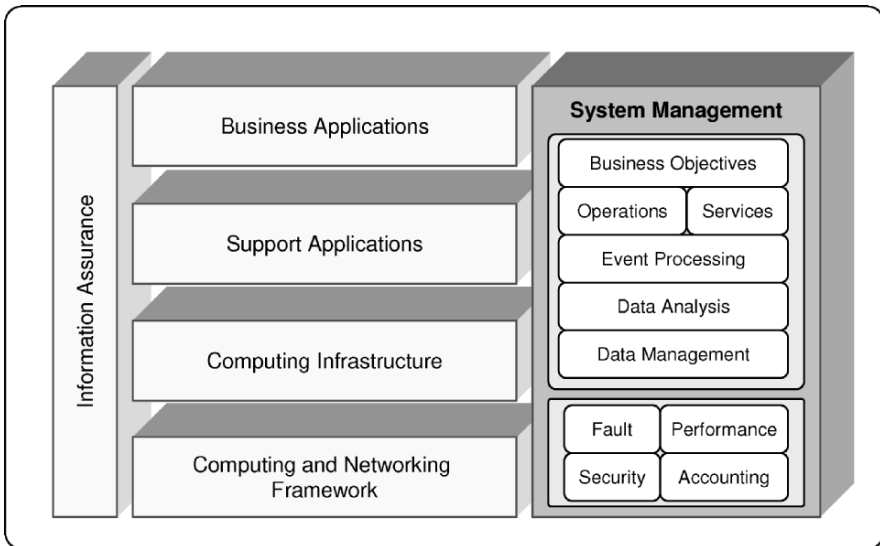 Information Assurance
Business Applications
Support Applications
Computing Infrastructure
Computing and Networking
Framework
System Management
Business Objectives
Operations
Services
Event Processing
Data Analysis
Data Management
Fault
Performance
Security
Accounting